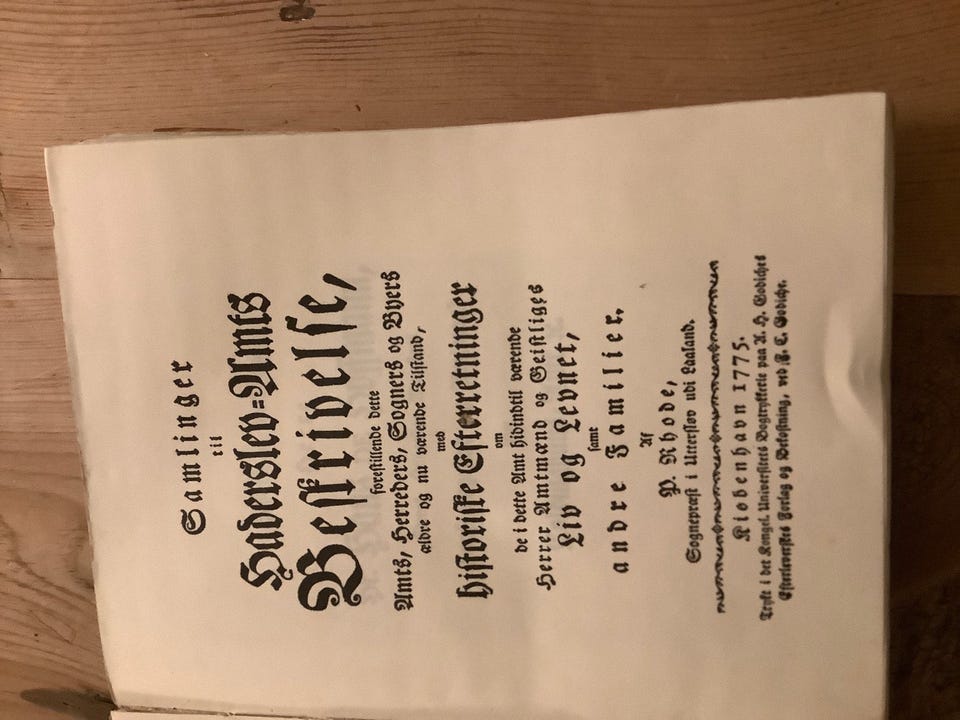 Samlinger
til
Haderslev-Amts
Beskrivelse,
forestillende dette
Amts, Herreders, Sogners og Byers
ældre og nu værende Tilstand,
med
historiske Efterretninger
om
de i dette Amt hidindtil værende
Herrer Amtmænd og Geistliges
Liv og Levnet,
samt
andre Familier.
Af
P. Rhode,
Sognepræst i Utterslov udi Laaland.
Kiøbenhavn 1775.
Trykt i det Kongel. Universitets Bogtrykkerie paa A. H. Godiches
Efterleverskes Forlag og Bekostning, ved F. C. Godiche.